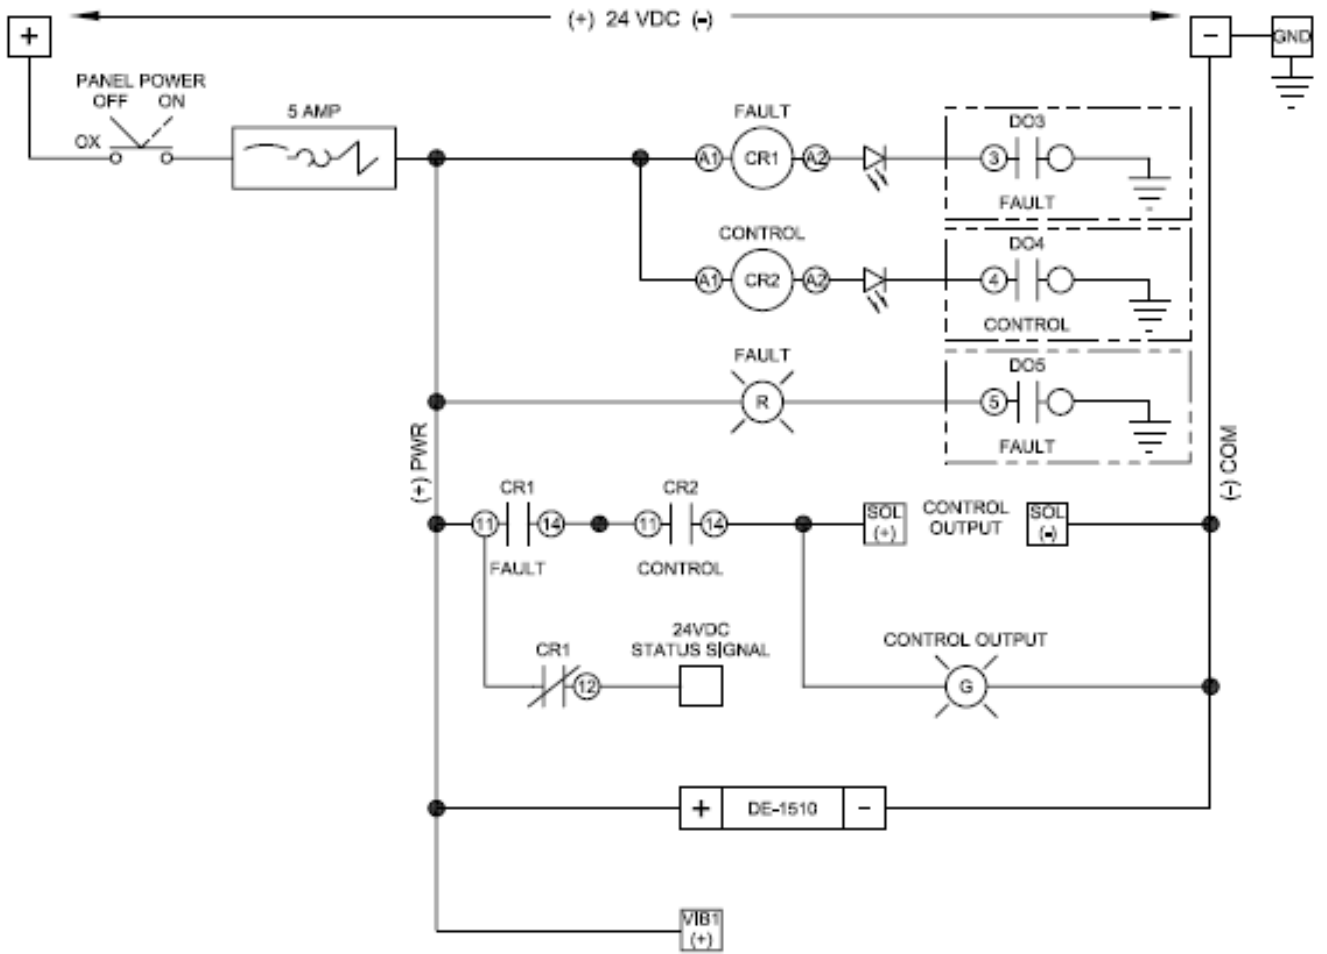 (+) 24 VDC (-)
+
-
GND
PANEL POWER
OFF ON
OX
5 AMP
FAULT
A1 CR1 A2
DO3
3
FAULT
CONTROL
A1 CR2 A2
DO4
4
CONTROL
FAULT
R
DO5
5
FAULT
(+) PWR
(-) COM
CR1
11 14
FAULT
CR2
11 14
CONTROL
SOL
(+)
CONTROL
OUTPUT
SOL
(-)
CR1
12
24VDC
STATUS SIGNAL
CONTROL OUTPUT
G
+ DE-1510 -
VIB1
(+)